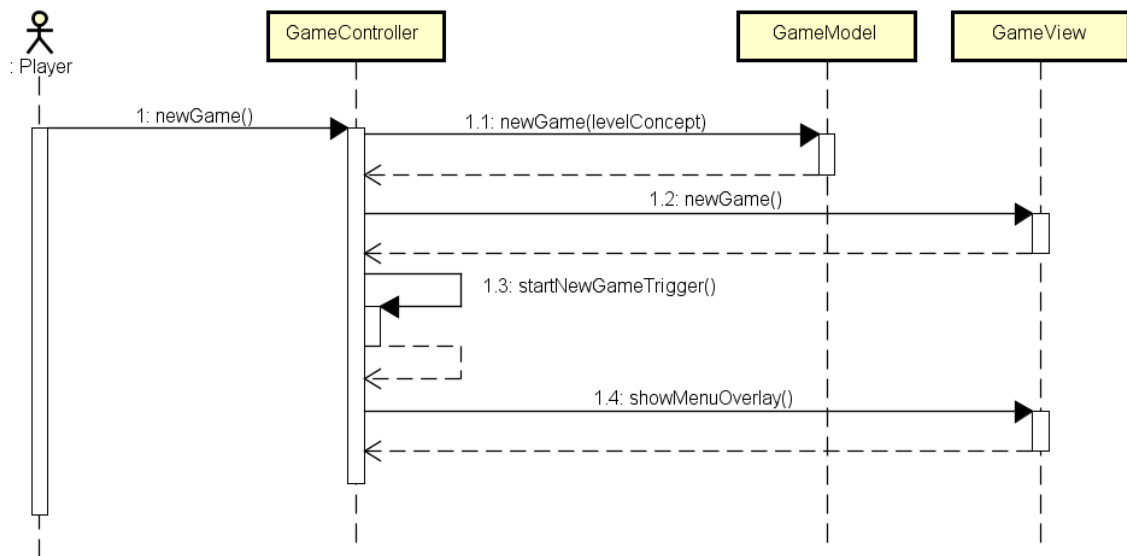 GameController
GameModel
GameView
: Player
1: newGame()
1.1: newGame(levelConcept)
1.2: newGame()
1.3: startNewGameTrigger()
1.4: showMenuOverlay()